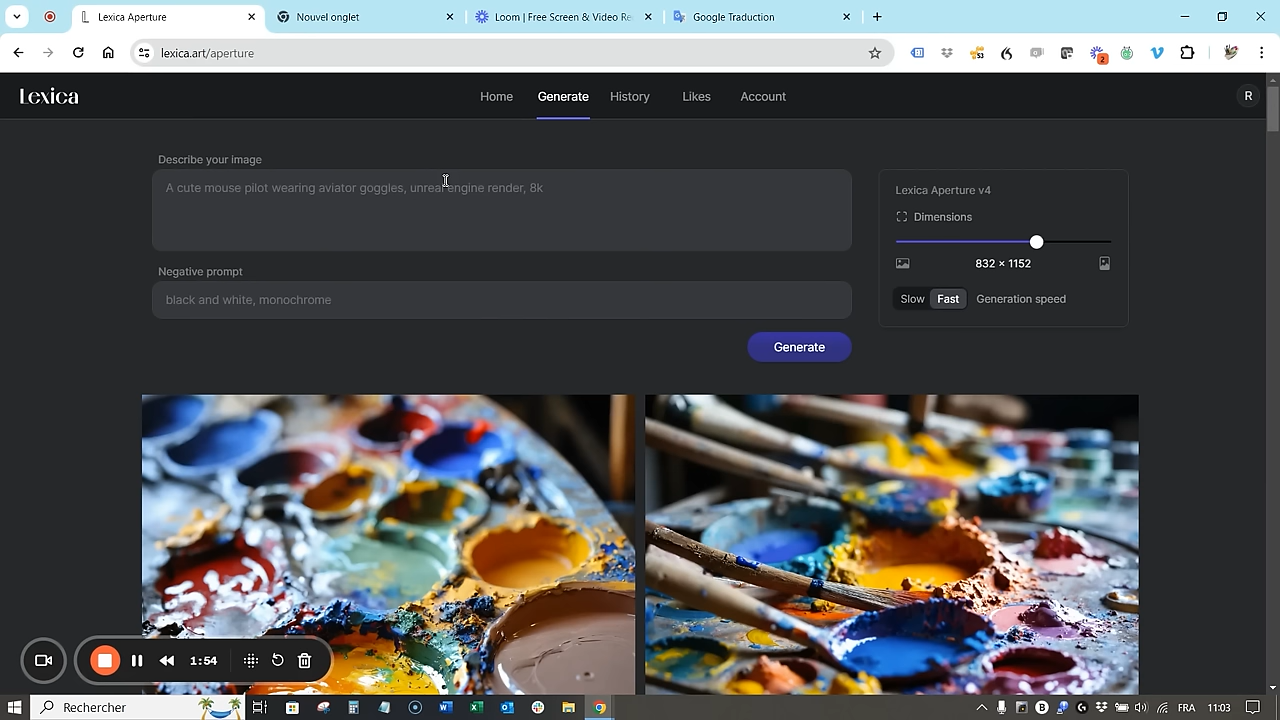 Lexica Aperture
Nouvel onglet
Loom | Free Screen & Video Re
Google Traduction
lexica.art/aperture
S3
2
Lexica
Home
Generate
History
Likes
Account
R
Describe your image
A cute mouse pilot wearing aviator goggles, unreal engine render, 8k
Negative prompt
black and white, monochrome
Generate
Lexica Aperture v4
Dimensions
832 × 1152
Slow
Fast
Generation speed
1:54
Rechercher
FRA
11:03